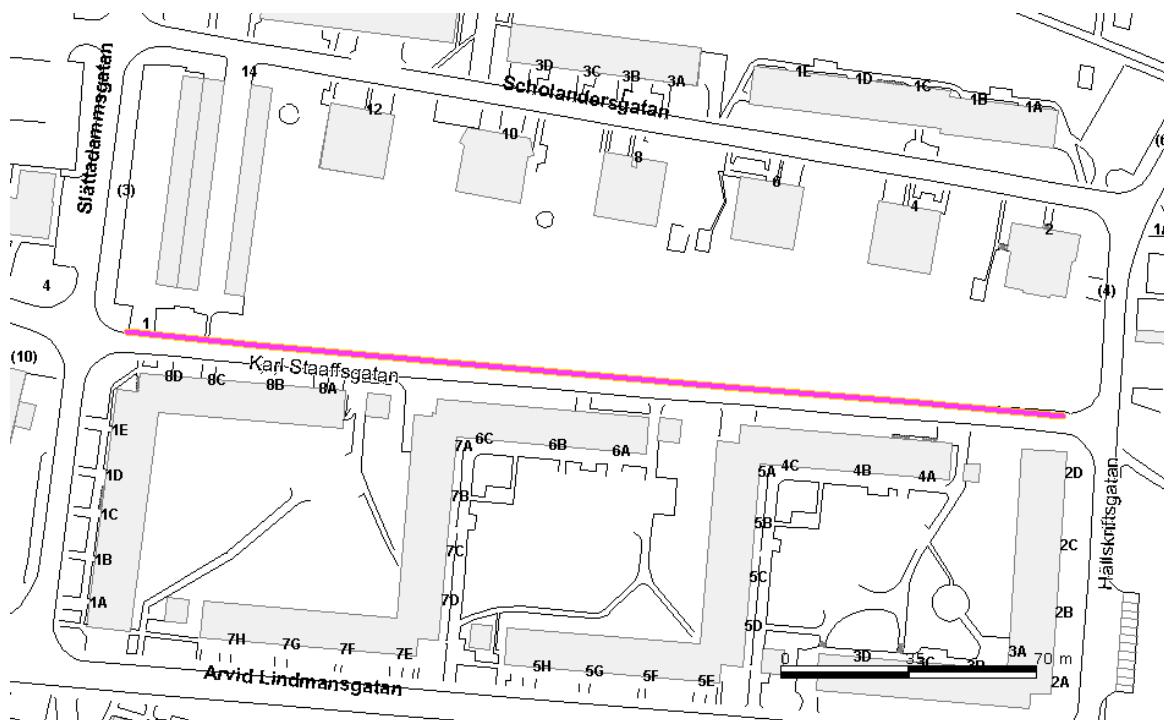 14
3D
3C
3B
3A
1E
1D
1C
1B
1A
Scholandersgatan
12
10
8
6
4
2
Slättadammsgatan
(3)
(6
1A
4
(4)
1
(10)
Karl Staaffsgatan
8D
8C
8B
8A
1E
1D
1C
1B
1A
7A
6C
6B
6A
7B
7C
7D
5A
4C
4B
4A
2D
5B
5C
5D
2C
2B
2A
Hällskriftsgatan
7H
7G
7F
7E
5H
5G
5F
5E
3D
3C
3B
3A
0
35
70 m
Arvid Lindmansgatan